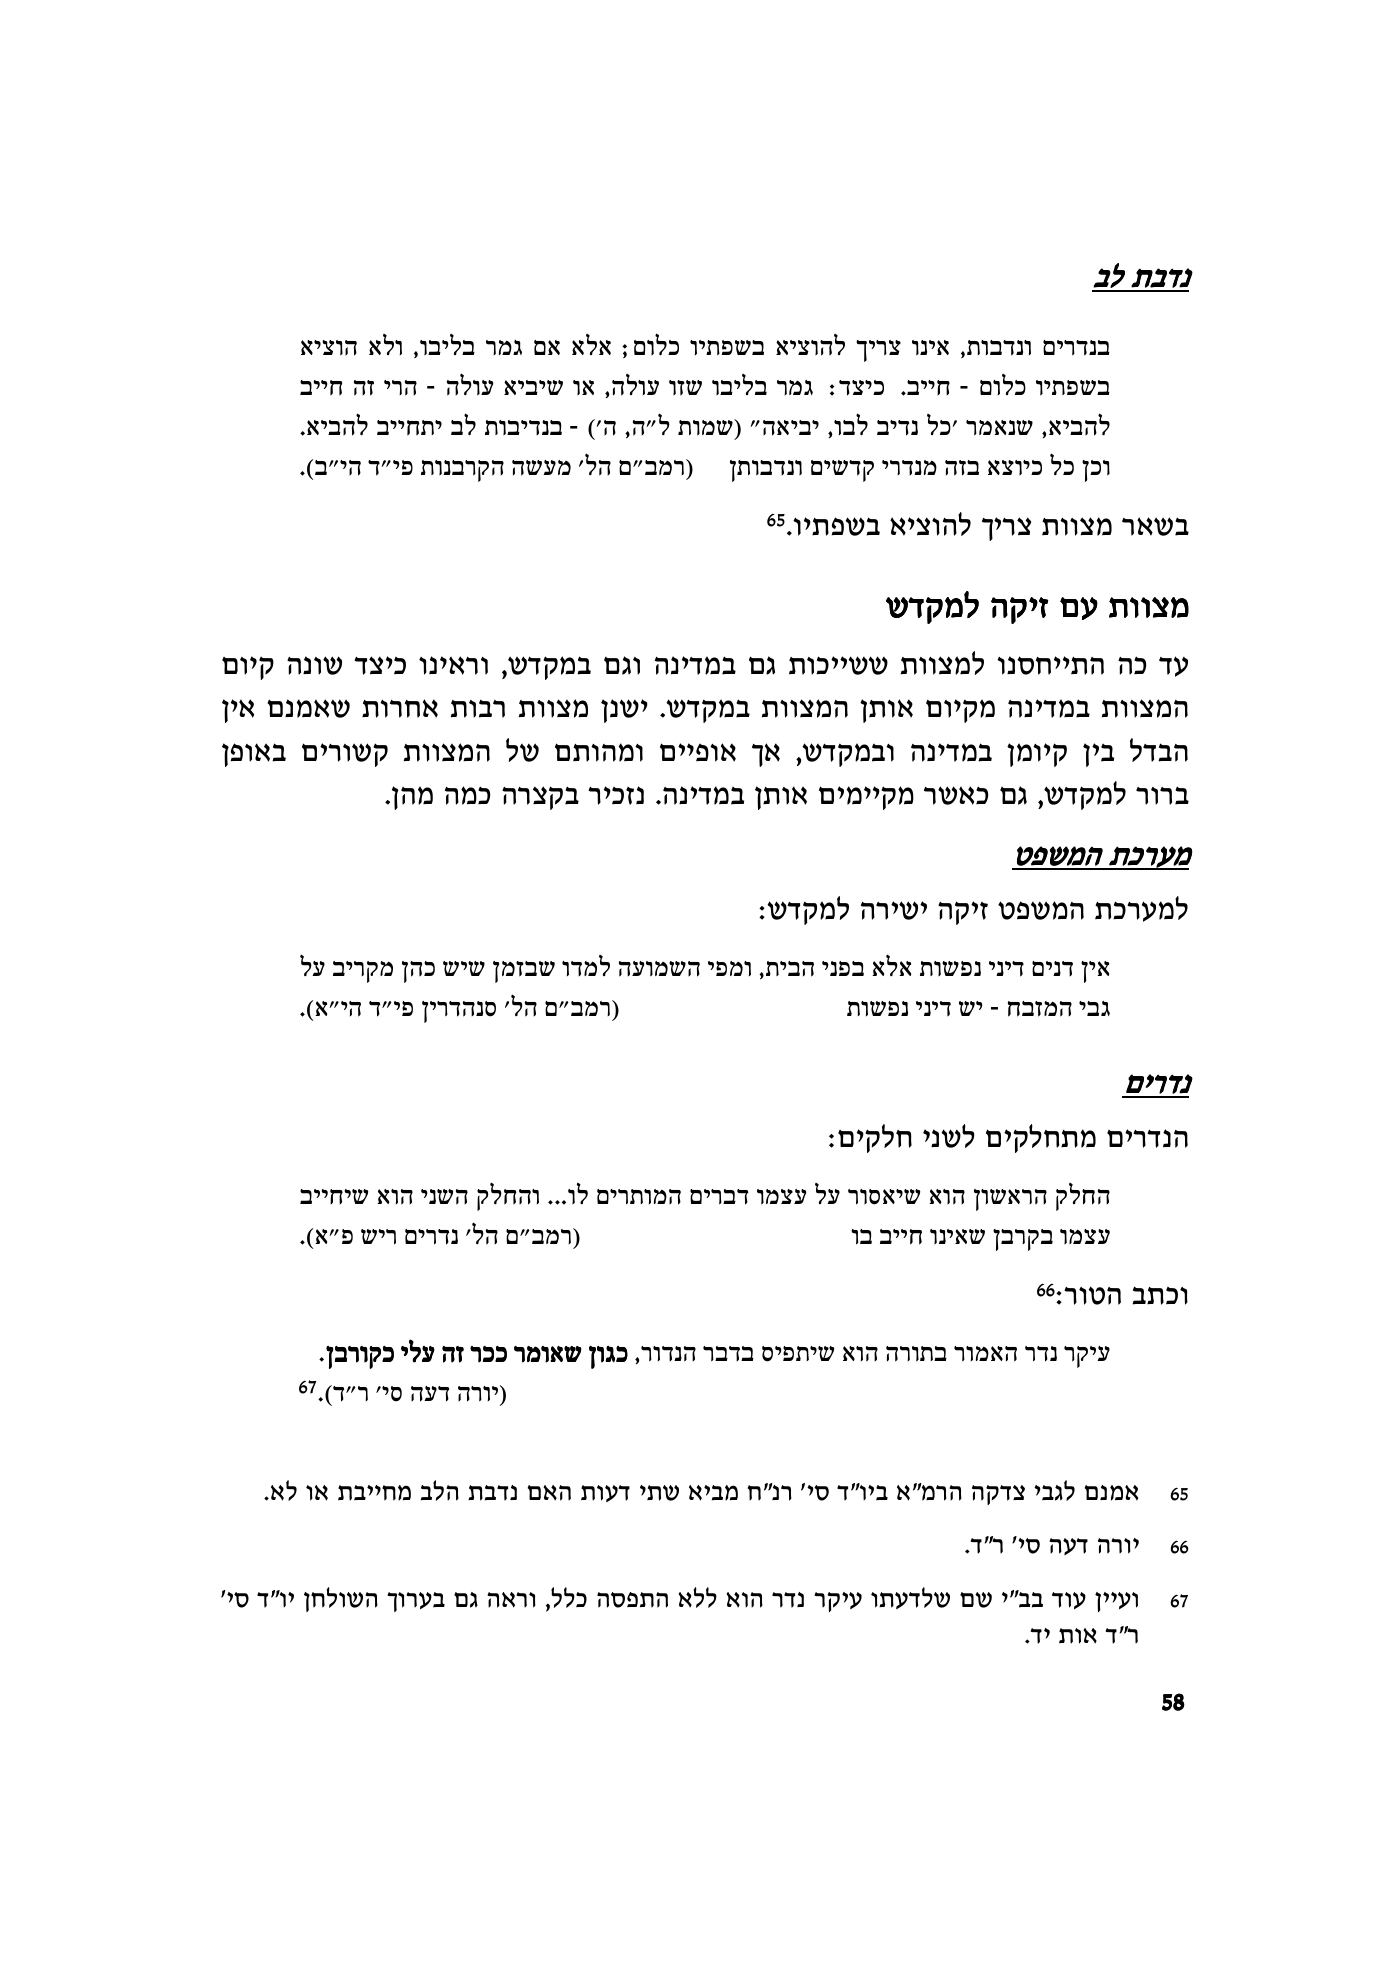 נדבת לב
בנדרים ונדבות, אינו צריך להוציא בשפתיו כלום; אלא אם גמר בליבו, ולא הוציא
בשפתיו כלום - חייב. כיצד: גמר בליבו שזו עולה, או שיביא עולה - הרי זה חייב
להביא, שנאמר ׳כל נדיב לבו, יביאה״ (שמות ל״ה, ה׳) - בנדיבות לב יתחייב להביא.
וכן כל כיוצא בזה מנדרי קדשים ונדבותן (רמב״ם הל׳ מעשה הקרבנות פי״ד הי״ב).
בשאר מצוות צריך להוציא בשפתיו.65
מצוות עם זיקה למקדש
עד כה התייחסנו למצוות ששייכות גם במדינה וגם במקדש, וראינו כיצד שונה קיום
המצוות במדינה מקיום אותן המצוות במקדש. ישנן מצוות רבות אחרות שאמנם אין
הבדל בין קיומן במדינה ובמקדש, אך אופיים ומהותם של המצוות קשורים באופן
ברור למקדש, גם כאשר מקיימים אותן במדינה. נזכיר בקצרה כמה מהן.
מערכת המשפט
למערכת המשפט זיקה ישירה למקדש:
אין דנים דיני נפשות אלא בפני הבית, ומפי השמועה למדו שבזמן שיש כהן מקריב על
גבי המזבח - יש דיני נפשות (רמב״ם הל׳ סנהדרין פי״ד הי״א).
נדרים
הנדרים מתחלקים לשני חלקים:
החלק הראשון הוא שיאסור על עצמו דברים המותרים לו... והחלק השני הוא שיחייב
עצמו בקרבן שאינו חייב בו (רמב״ם הל׳ נדרים ריש פ״א).
וכתב הטור:66
עיקר נדר האמור בתורה הוא שיתפיס בדבר הנדור, כגון שאומר ככר זה עלי כקורבן.
(יורה דעה סי׳ ר״ד).67
65 אמנם לגבי צדקה הרמ״א ביו״ד סי׳ רנ״ח מביא שתי דעות האם נדבת הלב מחייבת או לא.
66 יורה דעה סי׳ ר״ד.
67 ועיין עוד בב״י שם שלדעתו עיקר נדר הוא ללא התפסה כלל, וראה גם בערוך השולחן יו״ד סי׳
ר״ד אות יד.
58